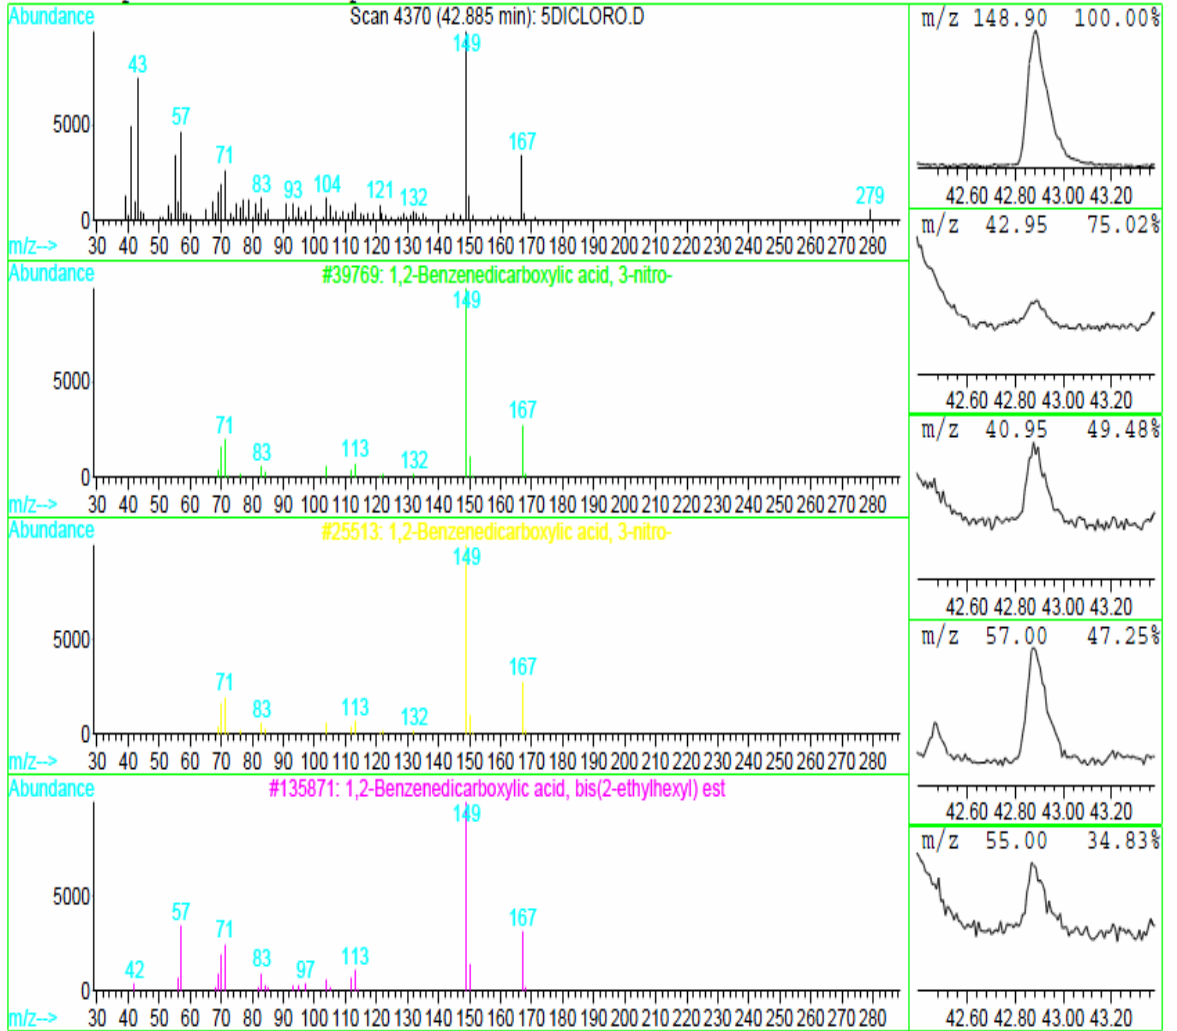 Abundance Scan 4370 (42.885 min): 5DICLORO.D
149
43
5000 57
167
71
83 93 104 121 132 279
0
30 40 50 60 70 80 90 100 110 120 130 140 150 160 170 180 190 200 210 220 230 240 250 260 270 280
m/z-->
Abundance #39769: 1,2-Benzenedicarboxylic acid, 3-nitro-
149
5000
167
71
83 113 132
0
30 40 50 60 70 80 90 100 110 120 130 140 150 160 170 180 190 200 210 220 230 240 250 260 270 280
m/z-->
Abundance #25513: 1,2-Benzenedicarboxylic acid, 3-nitro-
149
5000
167
71
83 113 132
0
30 40 50 60 70 80 90 100 110 120 130 140 150 160 170 180 190 200 210 220 230 240 250 260 270 280
m/z-->
Abundance #135871: 1,2-Benzenedicarboxylic acid, bis(2-ethylhexyl) est
149
5000
57 167
71
42 83 97 113
0
30 40 50 60 70 80 90 100 110 120 130 140 150 160 170 180 190 200 210 220 230 240 250 260 270 280
m/z-->
m/z 148.90 100.00%
42.60 42.80 43.00 43.20
m/z 42.95 75.02%
42.60 42.80 43.00 43.20
m/z 40.95 49.48%
42.60 42.80 43.00 43.20
m/z 57.00 47.25%
42.60 42.80 43.00 43.20
m/z 55.00 34.83%
42.60 42.80 43.00 43.20